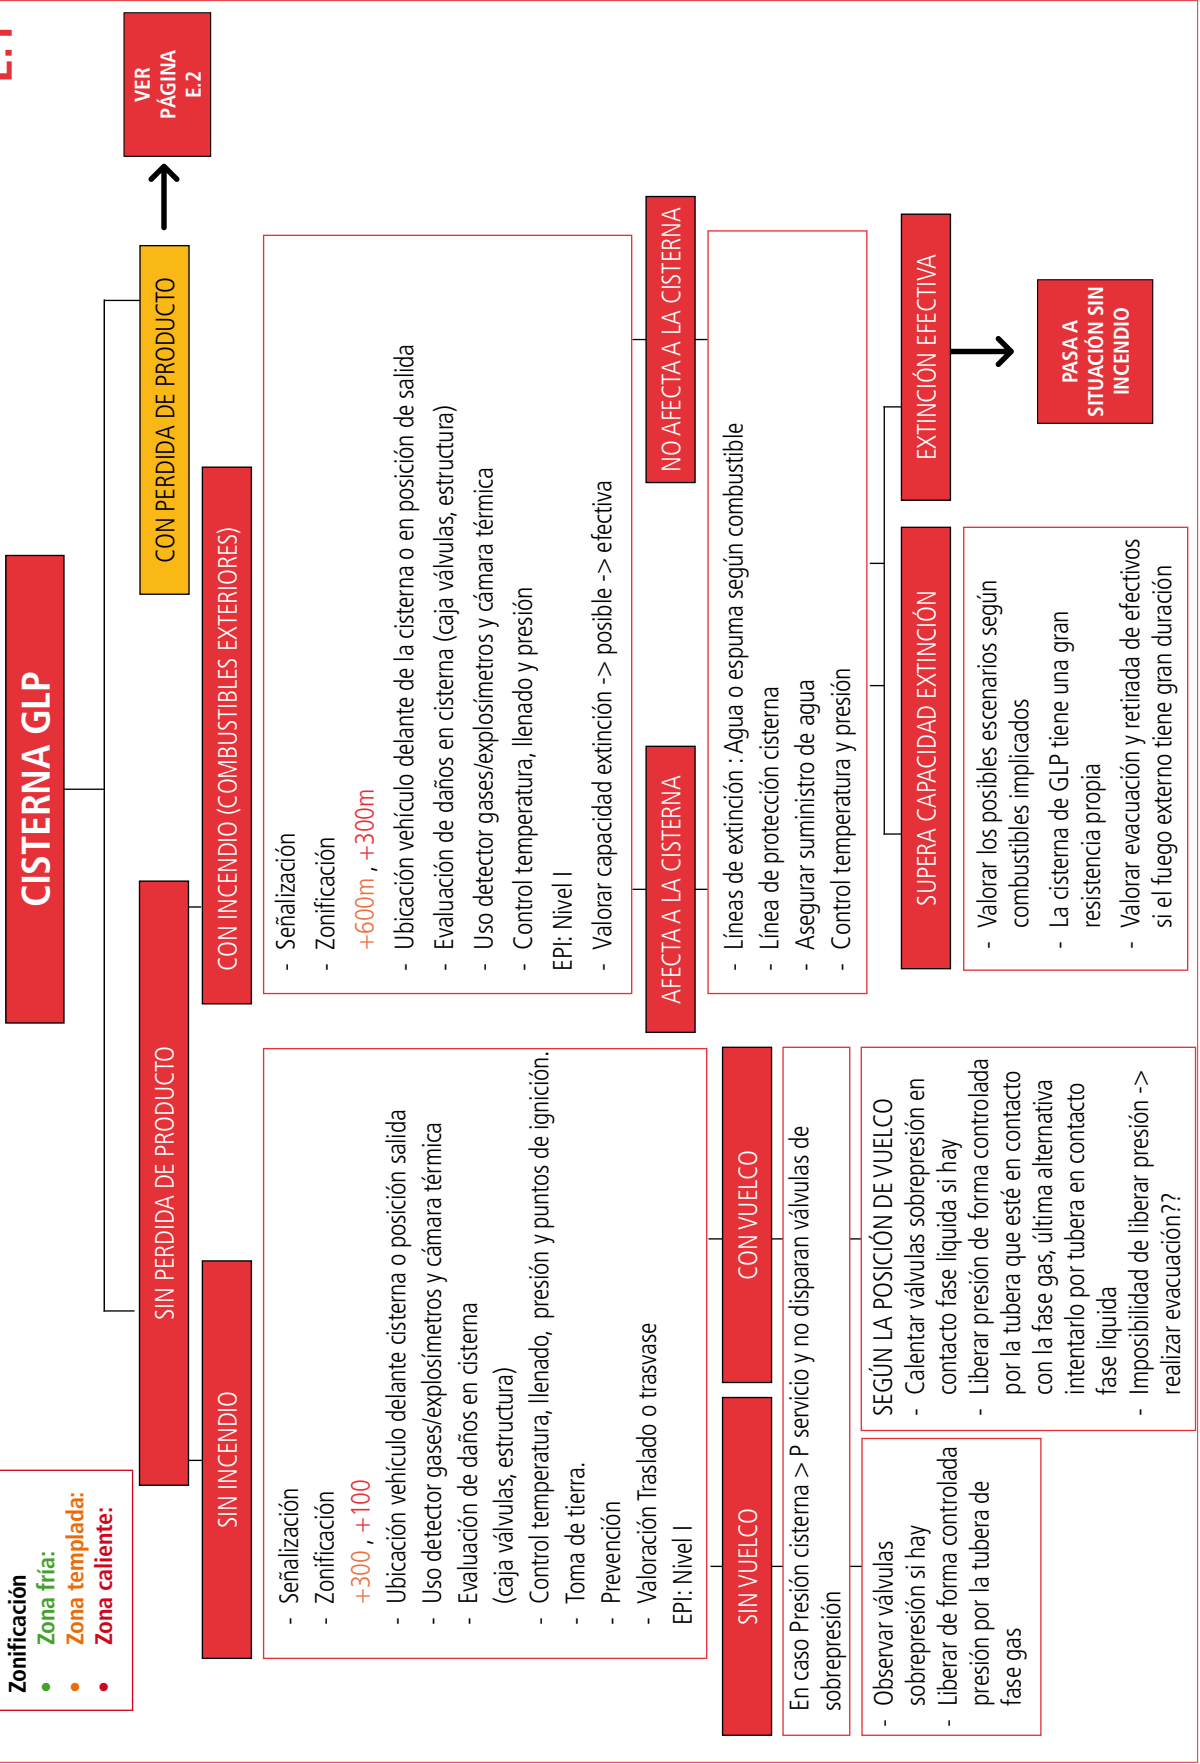 E.1
Zonificación
• Zona fría:
• Zona templada:
• Zona caliente:
CISTERNA GLP
SIN PERDIDA DE PRODUCTO
CON PERDIDA DE PRODUCTO
VER
PÁGINA
E.2
SIN INCENDIO
- Señalización
- Zonificación
+300 , +100
- Ubicación vehículo delante cisterna o posición salida
- Uso detector gases/explosímetros y cámara térmica
- Evaluación de daños en cisterna
(caja válvulas, estructura)
- Control temperatura, llenado, presión y puntos de ignición.
- Toma de tierra.
- Prevención
- Valoración Traslado o trasvase
EPI: Nivel I
SIN VUELCO
CON VUELCO
En caso Presión cisterna > P servicio y no disparan válvulas de
sobrepresión
- Observar válvulas
sobrepresión si hay
- Liberar de forma controlada
presión por la tubera de
fase gas
SEGÚN LA POSICIÓN DE VUELCO
- Calentar válvulas sobrepresión en
contacto fase liquida si hay
- Liberar presión de forma controlada
por la tubera que esté en contacto
con la fase gas, última alternativa
intentarlo por tubera en contacto
fase liquida
- Imposibilidad de liberar presión ->
realizar evacuación??
CON INCENDIO (COMBUSTIBLES EXTERIORES)
- Señalización
- Zonificación
+600m , +300m
- Ubicación vehículo delante de la cisterna o en posición de salida
- Evaluación de daños en cisterna (caja válvulas, estructura)
- Uso detector gases/explosímetros y cámara térmica
- Control temperatura, llenado y presión
EPI: Nivel I
- Valorar capacidad extinción -> posible -> efectiva
AFECTA A LA CISTERNA
NO AFECTA A LA CISTERNA
- Líneas de extinción : Agua o espuma según combustible
- Línea de protección cisterna
- Asegurar suministro de agua
- Control temperatura y presión
SUPERA CAPACIDAD EXTINCIÓN
EXTINCIÓN EFECTIVA
- Valorar los posibles escenarios según
combustibles implicados
- La cisterna de GLP tiene una gran
resistencia propia
- Valorar evacuación y retirada de efectivos
si el fuego externo tiene gran duración
PASA A
SITUACIÓN SIN
INCENDIO